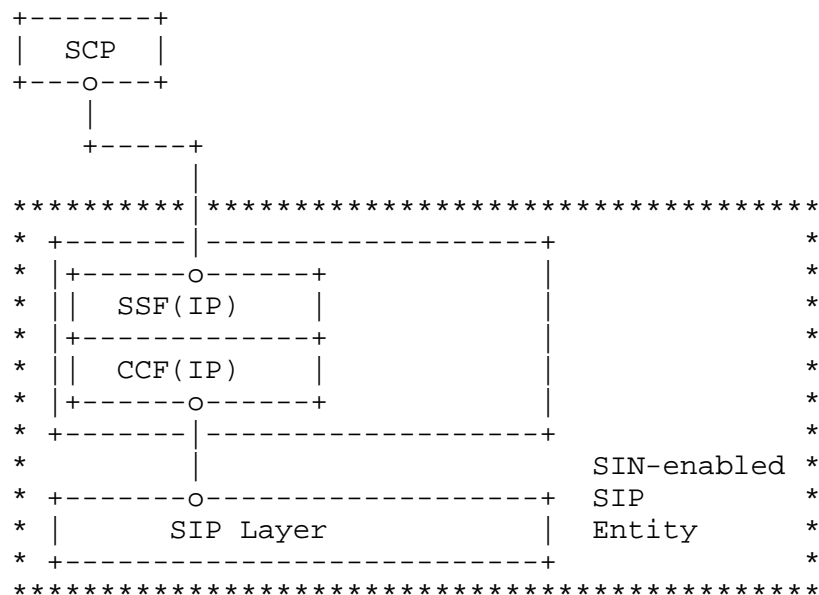 SCP
SSF(IP)
CCF(IP)
SIN-enabled
SIP
SIP Layer
Entity